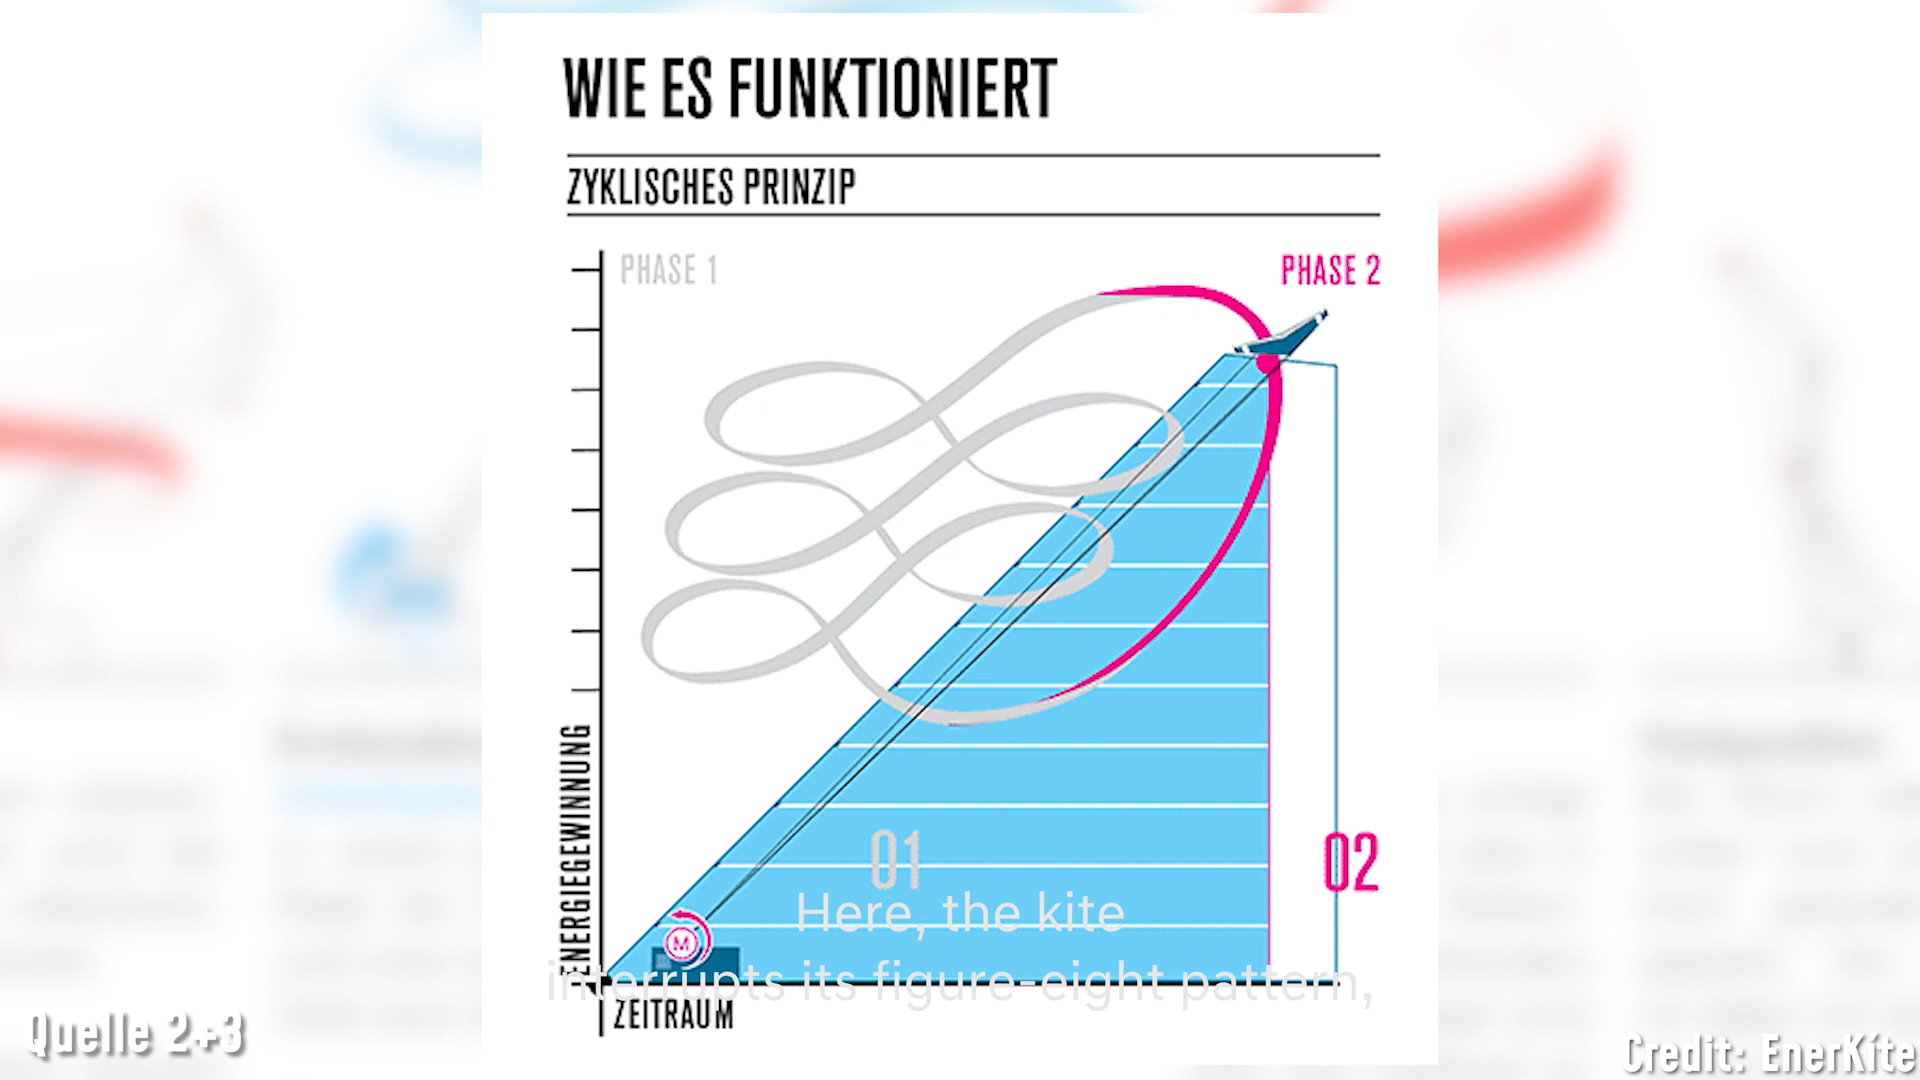 WIE ES FUNKTIONIERT
ZYKLISCHES PRINZIP
PHASE 1
PHASE 2
ENERGIEGEWINNUNG
01
02
M
Here, the kite
interrupts its figure-eight pattern,
ZEITRAUM
Quelle 2+3
Credit: EnerKite